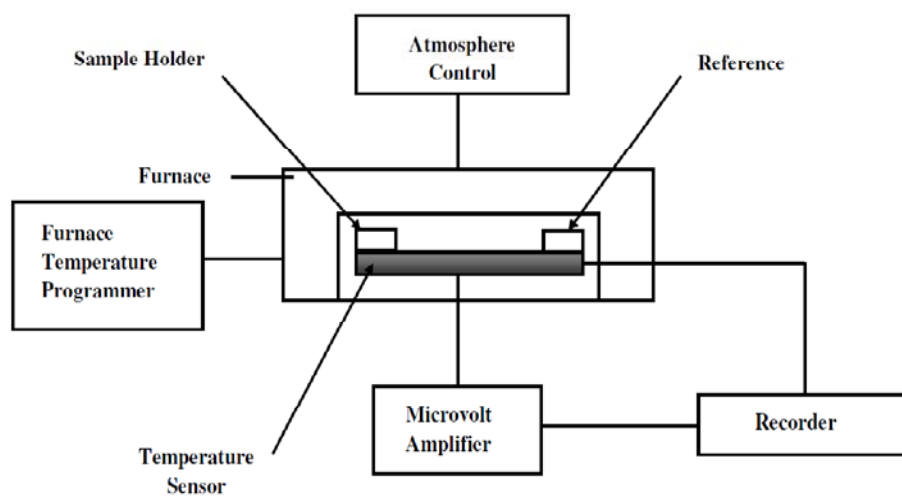 Atmosphere
Control
Sample Holder
Reference
Furnace
Furnace
Temperature
Programmer
Microvolt
Amplifier
Recorder
Temperature
Sensor